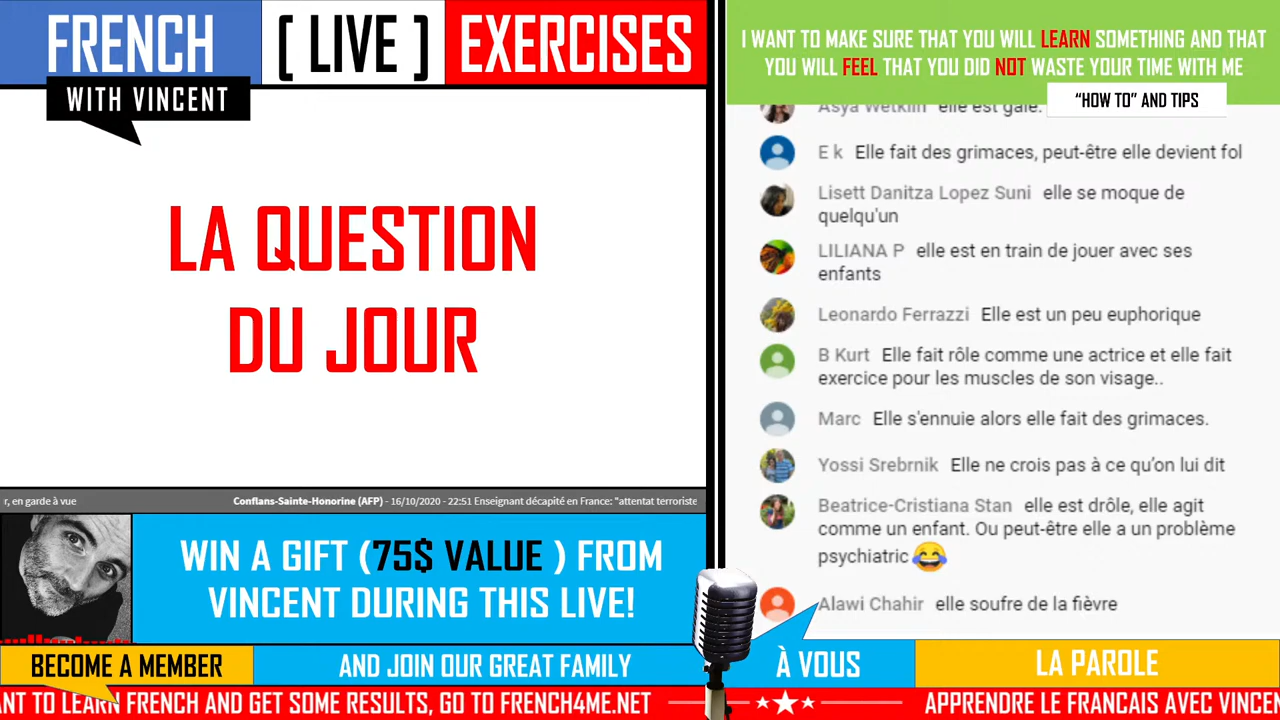 FRENCH
WITH VINCENT
[ LIVE ]
EXERCISES
LA QUESTION
DU JOUR
r, en garde à vue
Conflans-Sainte-Honorine (AFP) - 16/10/2020 - 22:51 Enseignant décapité en France: "attentat terroriste
WIN A GIFT (75$ VALUE ) FROM
VINCENT DURING THIS LIVE!
BECOME A MEMBER
AND JOIN OUR GREAT FAMILY
I WANT TO MAKE SURE THAT YOU WILL LEARN SOMETHING AND THAT
YOU WILL FEEL THAT YOU DID NOT WASTE YOUR TIME WITH ME
"HOW TO" AND TIPS
Asya Wetklin elle est gaie.
E k Elle fait des grimaces, peut-être elle devient fol
Lisett Danitza Lopez Suni elle se moque de
quelqu'un
LILIANA P elle est en train de jouer avec ses
enfants
Leonardo Ferrazzi Elle est un peu euphorique
B Kurt Elle fait rôle comme une actrice et elle fait
exercice pour les muscles de son visage..
Marc Elle s'ennuie alors elle fait des grimaces.
Yossi Srebrnik Elle ne crois pas à ce qu'on lui dit
Beatrice-Cristiana Stan elle est drôle, elle agit
comme un enfant. Ou peut-être elle a un problème
psychiatric
Alawi Chahir elle soufre de la fièvre
À VOUS
LA PAROLE
ANT TO LEARN FRENCH AND GET SOME RESULTS, GO TO FRENCH4ME.NET
APPRENDRE LE FRANCAIS AVEC VINCEN